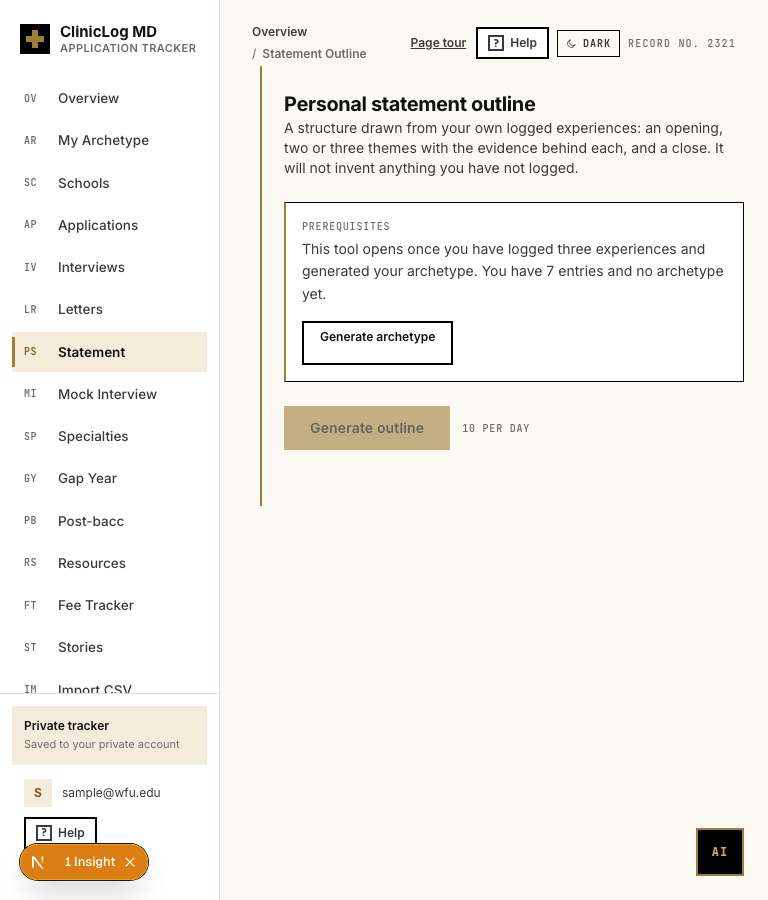 ClinicLog MD
APPLICATION TRACKER
OV Overview
AR My Archetype
SC Schools
AP Applications
IV Interviews
LR Letters
PS Statement
MI Mock Interview
SP Specialties
GY Gap Year
PB Post-bacc
RS Resources
FT Fee Tracker
ST Stories
IM Import CSV
Private tracker
Saved to your private account
S sample@wfu.edu
? Help
N 1 Insight
Overview
/ Statement Outline
Page tour
? Help
DARK
RECORD NO. 2321
Personal statement outline
A structure drawn from your own logged experiences: an opening,
two or three themes with the evidence behind each, and a close. It
will not invent anything you have not logged.
PREREQUISITES
This tool opens once you have logged three experiences and
generated your archetype. You have 7 entries and no archetype
yet.
Generate archetype
Generate outline
10 PER DAY
AI